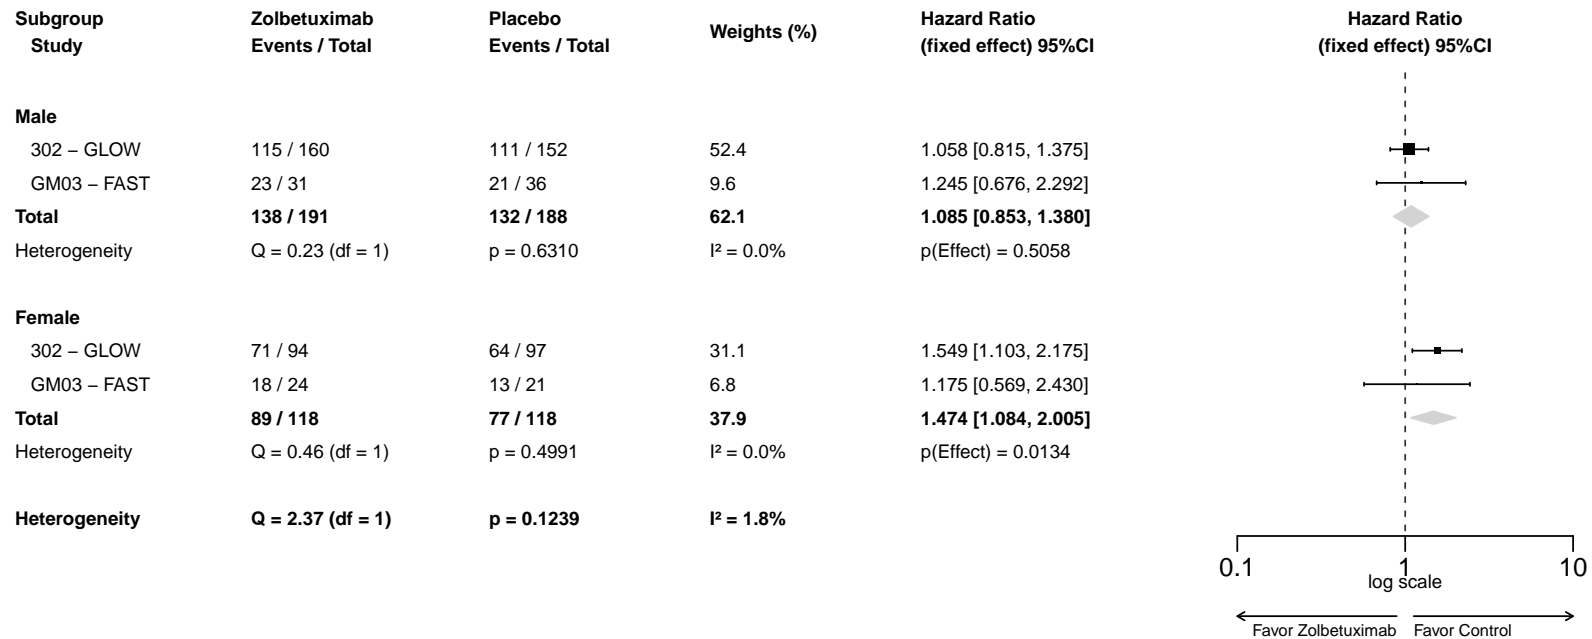 Subgroup Zolbetuximab Placebo Weights (%) Hazard Ratio Hazard Ratio
Study Events / Total Events / Total (fixed effect) 95%CI (fixed effect) 95%CI
Male
302 – GLOW 115 / 160 111 / 152 52.4 1.058 [0.815, 1.375]
GM03 – FAST 23 / 31 21 / 36 9.6 1.245 [0.676, 2.292]
Total 138 / 191 132 / 188 62.1 1.085 [0.853, 1.380]
Heterogeneity Q = 0.23 (df = 1) p = 0.6310 I² = 0.0% p(Effect) = 0.5058
Female
302 – GLOW 71 / 94 64 / 97 31.1 1.549 [1.103, 2.175]
GM03 – FAST 18 / 24 13 / 21 6.8 1.175 [0.569, 2.430]
Total 89 / 118 77 / 118 37.9 1.474 [1.084, 2.005]
Heterogeneity Q = 0.46 (df = 1) p = 0.4991 I² = 0.0% p(Effect) = 0.0134
Heterogeneity Q = 2.37 (df = 1) p = 0.1239 I² = 1.8%
0.1 1 10
log scale
Favor Zolbetuximab Favor Control